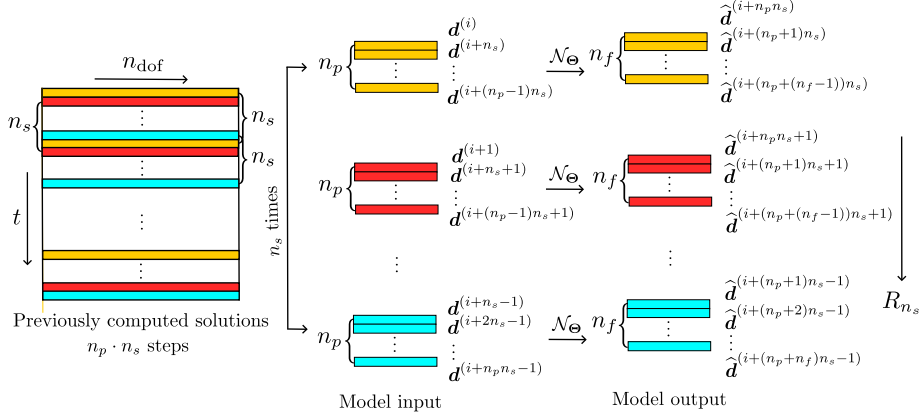 n_dof
n_s
n_s
n_s
t
Previously computed solutions
n_p · n_s steps
n_s times
n_p
d^(i)
d^(i+n_s)
d^(i+(n_p−1)n_s)
N_Θ
n_f
d̂^(i+n_p n_s)
d̂^(i+(n_p+1)n_s)
d̂^(i+(n_p+(n_f−1))n_s)
n_p
d^(i+1)
d^(i+n_s+1)
d^(i+(n_p−1)n_s+1)
N_Θ
n_f
d̂^(i+n_p n_s+1)
d̂^(i+(n_p+1)n_s+1)
d̂^(i+(n_p+(n_f−1))n_s+1)
n_p
d^(i+n_s−1)
d^(i+2n_s−1)
d^(i+n_p n_s−1)
N_Θ
n_f
d̂^(i+(n_p+1)n_s−1)
d̂^(i+(n_p+2)n_s−1)
d̂^(i+(n_p+n_f)n_s−1)
R_{n_s}
Model input
Model output